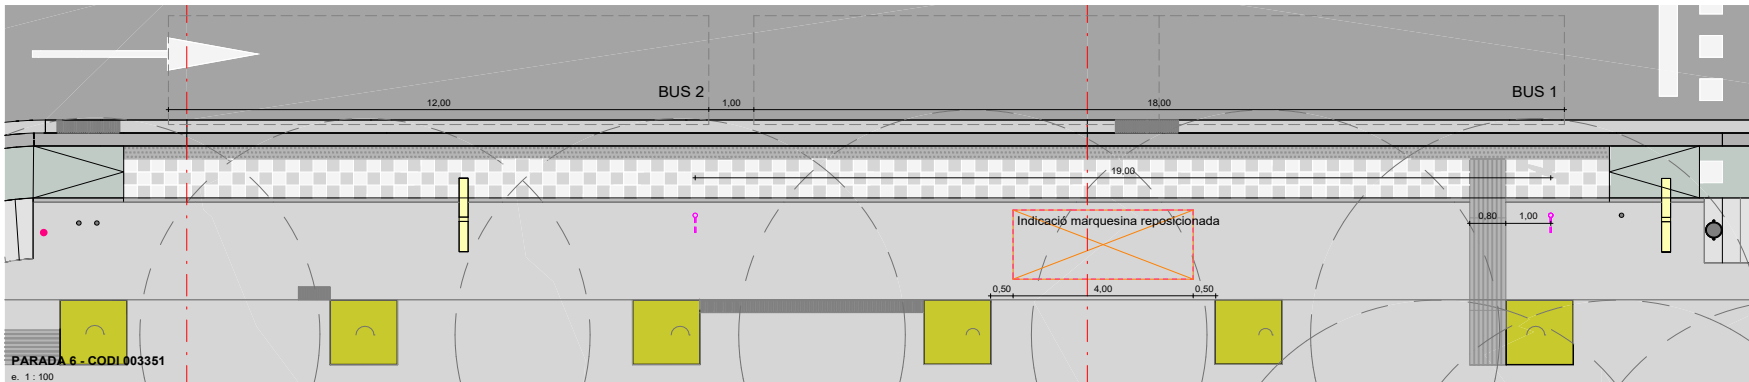 BUS 2
BUS 1
12,00
1,00
18,00
19,00
Indicació marquesina reposicionada
0,80
1,00
0,50
4,00
0,50
PARADA 6 - CODI 003351
e. 1 : 100